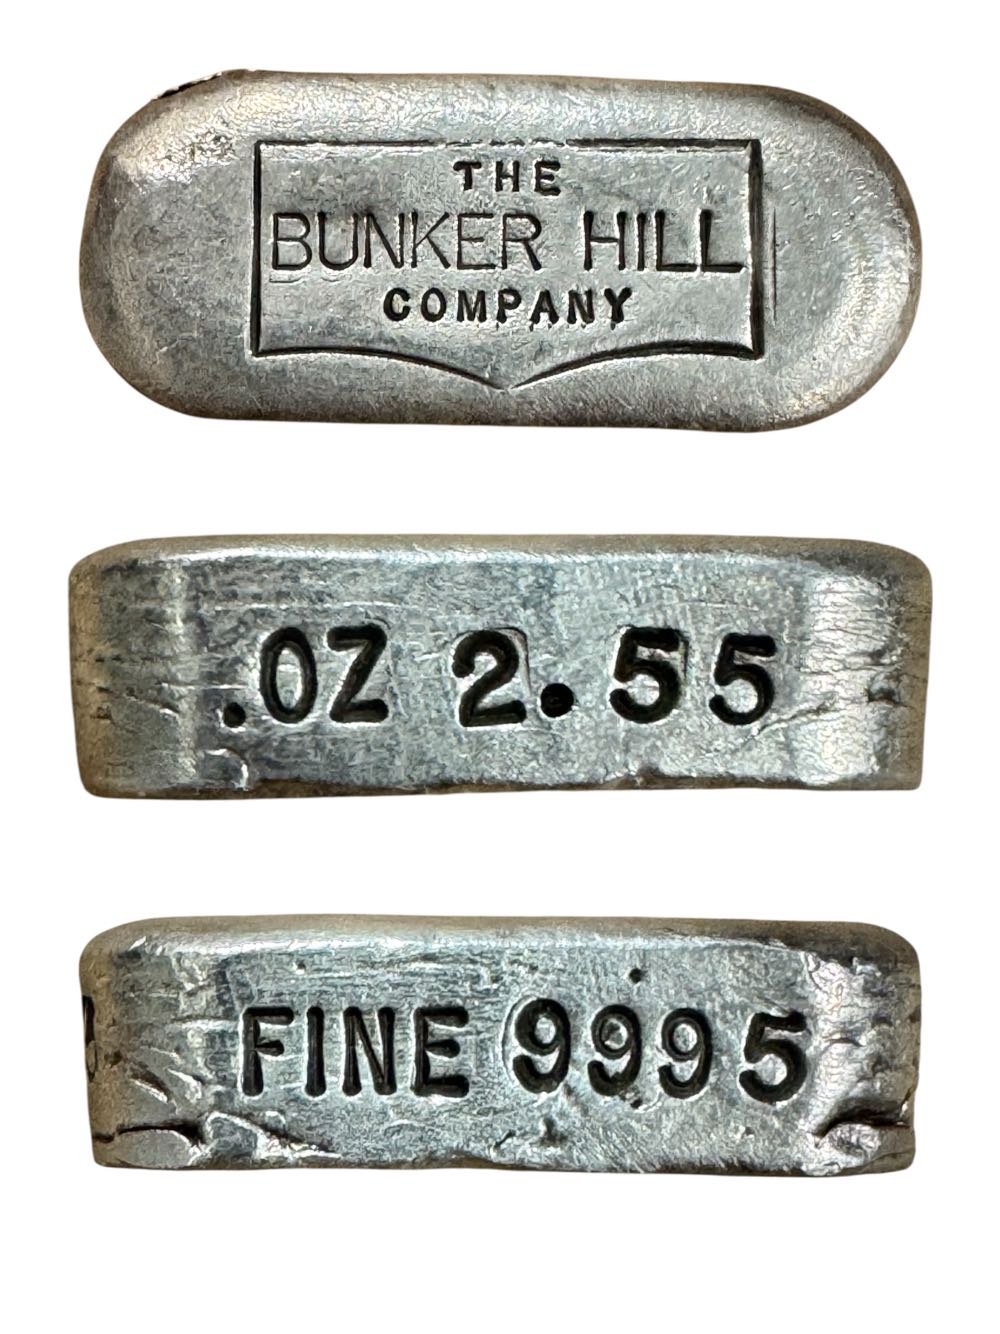 THE
BUNKER HILL
COMPANY
.OZ 2.55
FINE 9995